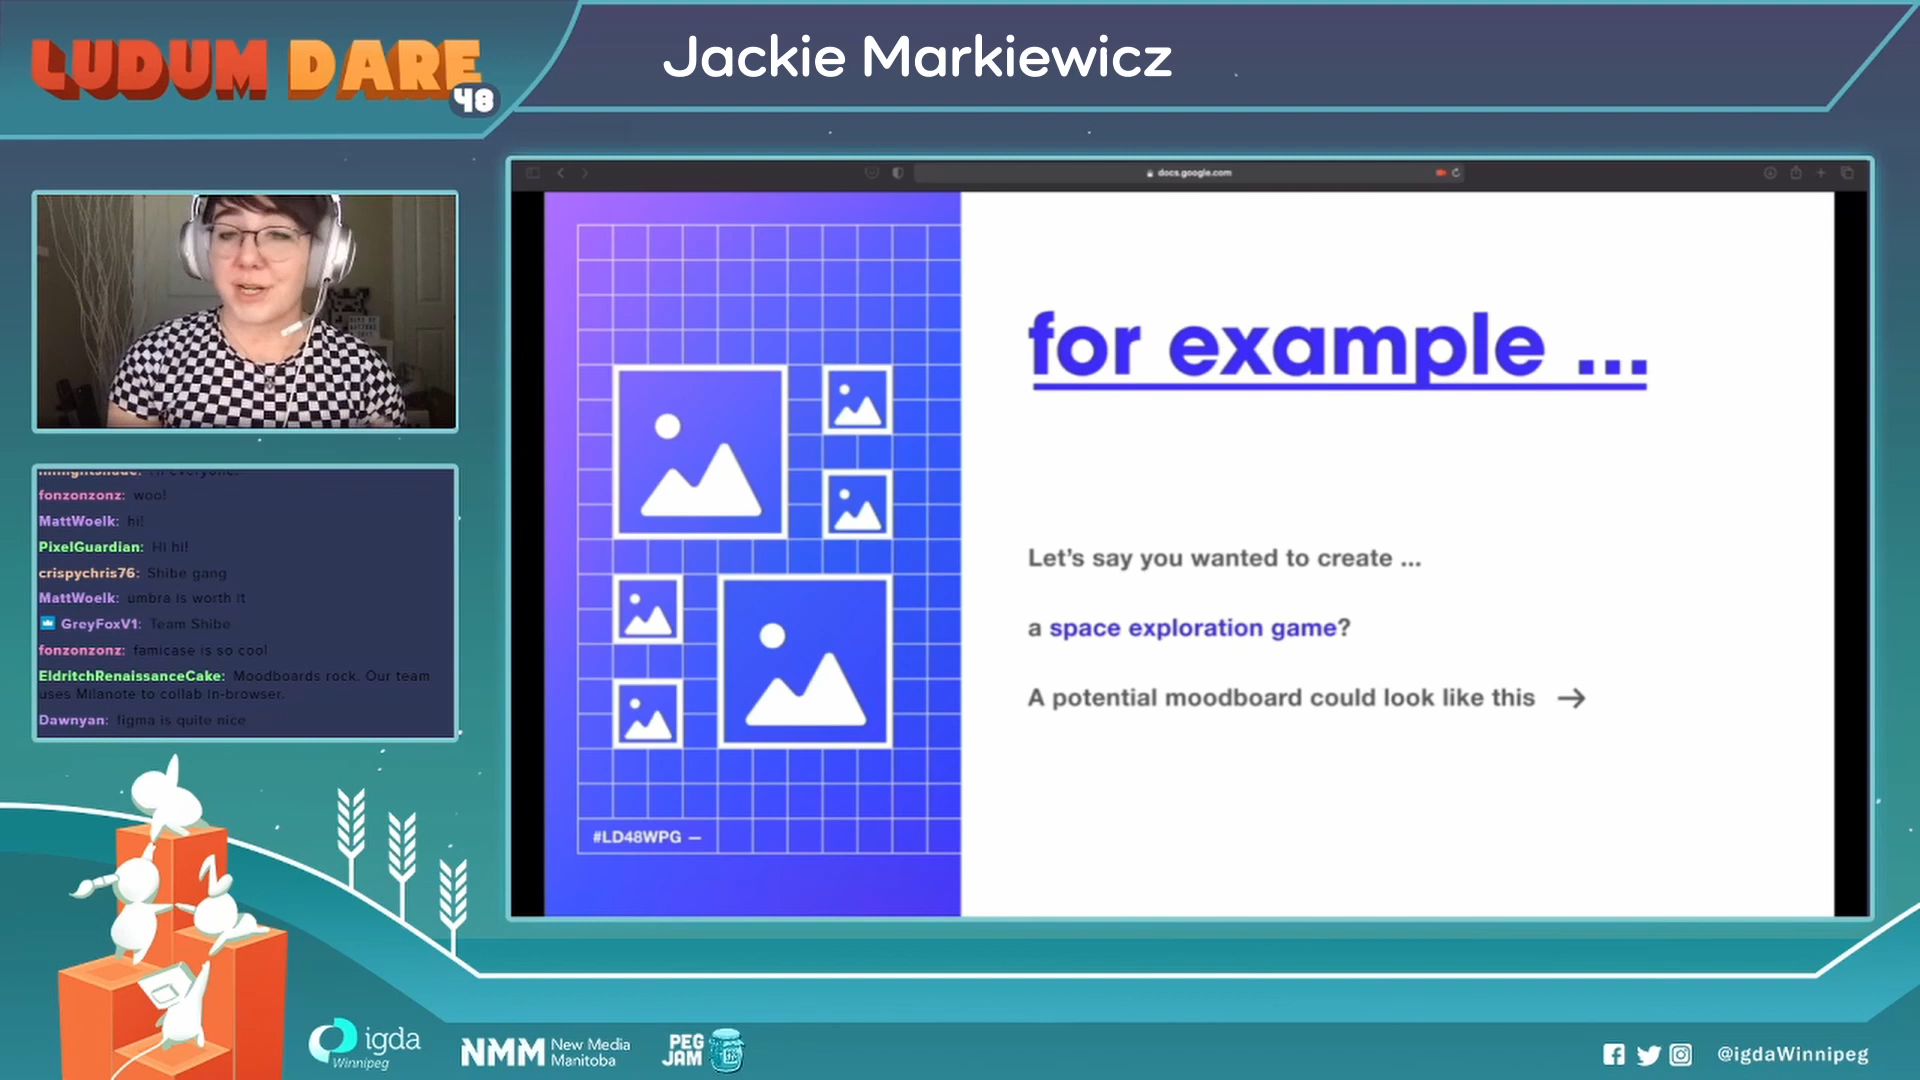 LUDUM DARE
48
Jackie Markiewicz
docs.google.com
for example ...
Let's say you wanted to create ...
a space exploration game?
A potential moodboard could look like this →
#LD48WPG —
fonzonzonz: woo!
MattWoelk: hi!
PixelGuardian: Hi hi!
crispychris76: Shibe gang
MattWoelk: umbra is worth it
GreyFoxV1: Team Shibe
fonzonzonz: famicase is so cool
EldritchRenaissanceCake: Moodboards rock. Our team
uses Milanote to collab in-browser.
Dawnyan: figma is quite nice
igda
Winnipeg
NMM New Media
Manitoba
PEG
JAM
@igdaWinnipeg